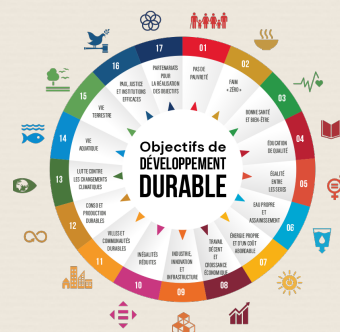 Objectifs de
DÉVELOPPEMENT
DURABLE
01
PAS DE
PAUVRETÉ
02
FAIM
« ZÉRO »
03
BONNE SANTÉ
ET BIEN-ÊTRE
04
ÉDUCATION
DE QUALITÉ
05
ÉGALITÉ
ENTRE
LES SEXES
06
EAU PROPRE
ET
ASSAINISSEMENT
07
ÉNERGIE PROPRE
ET D'UN COÛT
ABORDABLE
08
TRAVAIL
DÉCENT
ET
CROISSANCE
ÉCONOMIQUE
09
INDUSTRIE,
INNOVATION
ET
INFRASTRUCTURE
10
INÉGALITÉS
RÉDUITES
11
VILLES ET
COMMUNAUTÉS
DURABLES
12
CONSO ET
PRODUCTION
DURABLES
13
LUTTE CONTRE
LES CHANGEMENTS
CLIMATIQUES
14
VIE
AQUATIQUE
15
VIE
TERRESTRE
16
PAIX, JUSTICE
ET INSTITUTIONS
EFFICACES
17
PARTENARIATS
POUR
LA RÉALISATION
DES OBJECTIFS